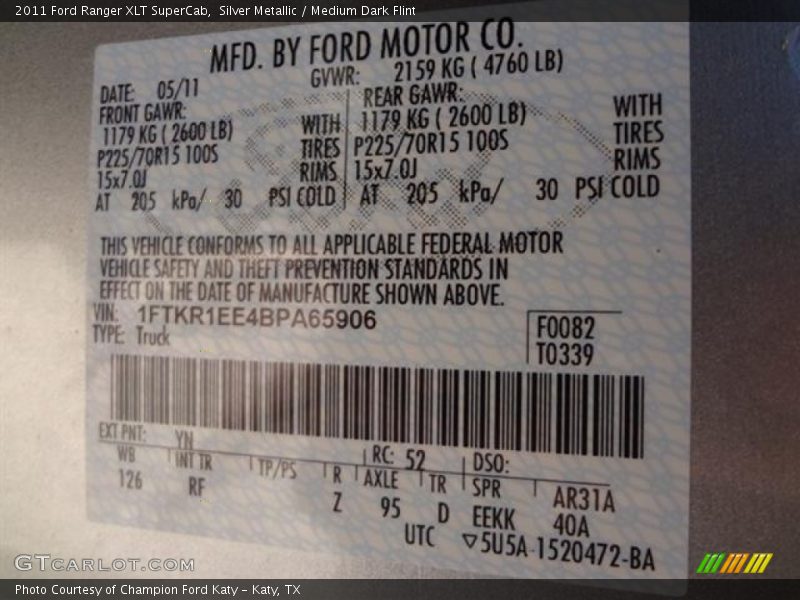 2011 Ford Ranger XLT SuperCab, Silver Metallic / Medium Dark Flint
MFD. BY FORD MOTOR CO.
DATE: 05/11 GVWR: 2159 KG ( 4760 LB)
FRONT GAWR: REAR GAWR:
1179 KG ( 2600 LB) WITH 1179 KG ( 2600 LB) WITH
P225/70R15 100S TIRES P225/70R15 100S TIRES
15x7.0J RIMS 15x7.0J RIMS
AT 205 kPa/ 30 PSI COLD AT 205 kPa/ 30 PSI COLD
THIS VEHICLE CONFORMS TO ALL APPLICABLE FEDERAL MOTOR
VEHICLE SAFETY AND THEFT PREVENTION STANDARDS IN
EFFECT ON THE DATE OF MANUFACTURE SHOWN ABOVE.
VIN: 1FTKR1EE4BPA65906 F0082
TYPE: Truck T0339
EXT PNT: YN RC: 52 DSO:
WB INT TR TP/PS R AXLE TR SPR AR31A
126 RF Z 95 D EEKK 40A
UTC ▽5U5A-1520472-BA
GTCARLOT.COM
Photo Courtesy of Champion Ford Katy – Katy, TX